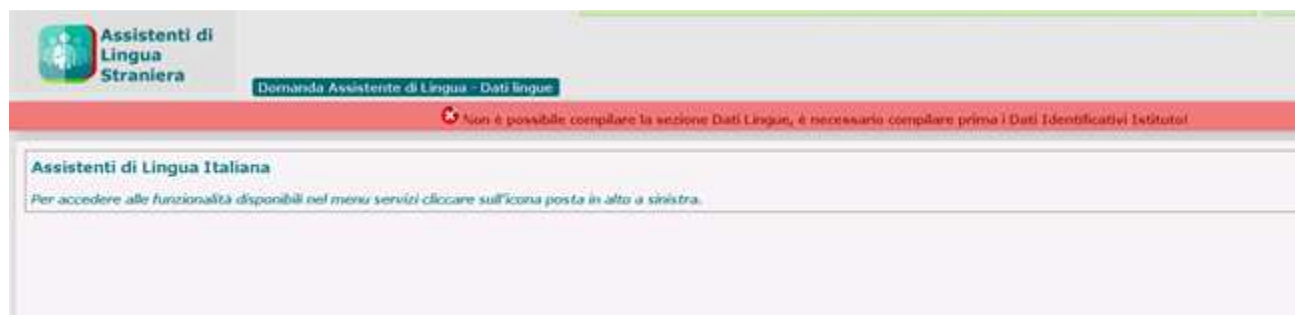 Assistenti di
Lingua
Straniera
Domanda Assistente di Lingua - Dati lingue
Non è possibile compilare la sezione Dati Lingue, è necessario compilare prima i Dati Identificativi Istituto!
Assistenti di Lingua Italiana
Per accedere alle funzionalità disponibili nel menu servizi cliccare sull'icona posta in alto a sinistra.